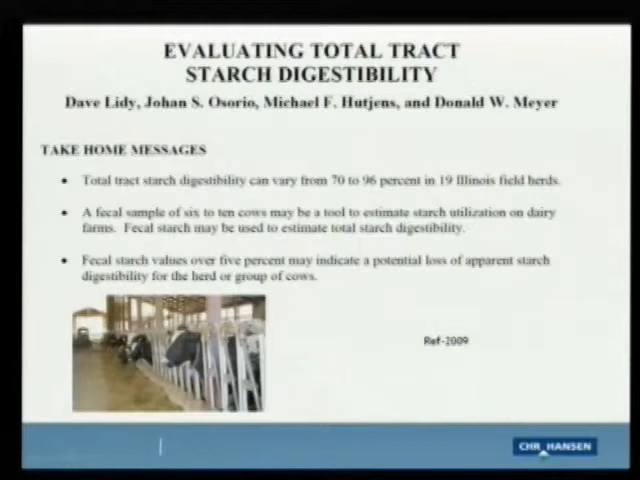 EVALUATING TOTAL TRACT
STARCH DIGESTIBILITY
Dave Lidy, Johan S. Osorio, Michael F. Hutjens, and Donald W. Meyer
TAKE HOME MESSAGES
• Total tract starch digestibility can vary from 70 to 96 percent in 19 Illinois field herds.
• A fecal sample of six to ten cows may be a tool to estimate starch utilization on dairy
farms. Fecal starch may be used to estimate total starch digestibility.
• Fecal starch values over five percent may indicate a potential loss of apparent starch
digestibility for the herd or group of cows.
Ref-2009
CHR HANSEN